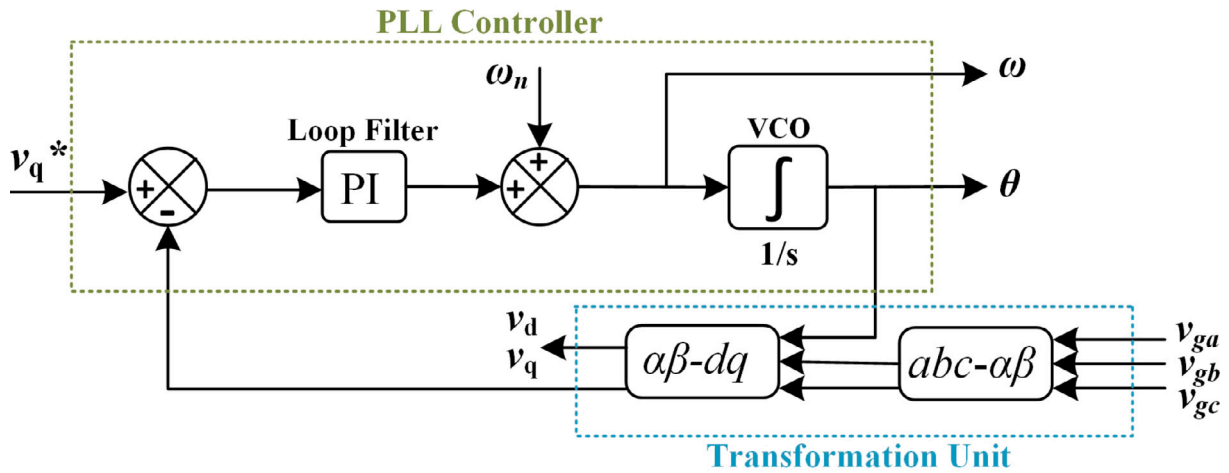 PLL Controller
ω
ωn
Loop Filter
VCO
vq*
+
-
PI
+
+
∫
θ
1/s
vd
vq
αβ-dq
abc-αβ
vga
vgb
vgc
Transformation Unit